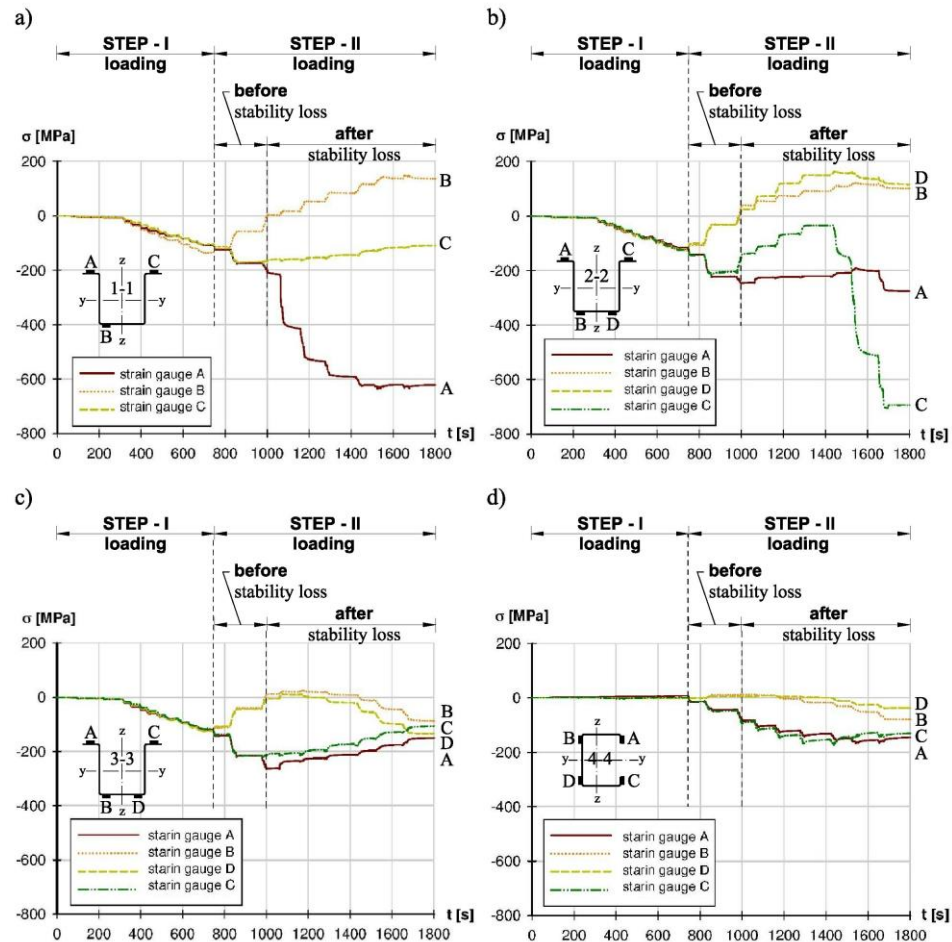 a)
STEP - I
STEP - II
loading
loading
before
stability loss
σ [MPa]
after
stability loss
200
0
-200
-400
-600
-800
B
C
A
A
z
C
1-1
y
y
B
z
strain gauge A
strain gauge B
strain gauge C
t [s]
0 200 400 600 800 1000 1200 1400 1600 1800
b)
STEP - I
STEP - II
loading
loading
before
stability loss
σ [MPa]
after
stability loss
200
0
-200
-400
-600
-800
D
B
A
C
A
z
C
2-2
y
y
B
D
z
starin gauge A
starin gauge B
starin gauge D
starin gauge C
t [s]
0 200 400 600 800 1000 1200 1400 1600 1800
c)
STEP - I
STEP - II
loading
loading
before
stability loss
σ [MPa]
after
stability loss
200
0
-200
-400
-600
-800
B
C
D
A
A
z
C
3-3
y
y
B
D
z
starin gauge A
starin gauge B
starin gauge D
starin gauge C
t [s]
0 200 400 600 800 1000 1200 1400 1600 1800
d)
STEP - I
STEP - II
loading
loading
before
stability loss
σ [MPa]
after
stability loss
200
0
-200
-400
-600
-800
D
B
C
A
z
B
A
y
4-4
y
D
C
z
starin gauge A
starin gauge B
starin gauge D
starin gauge C
t [s]
0 200 400 600 800 1000 1200 1400 1600 1800